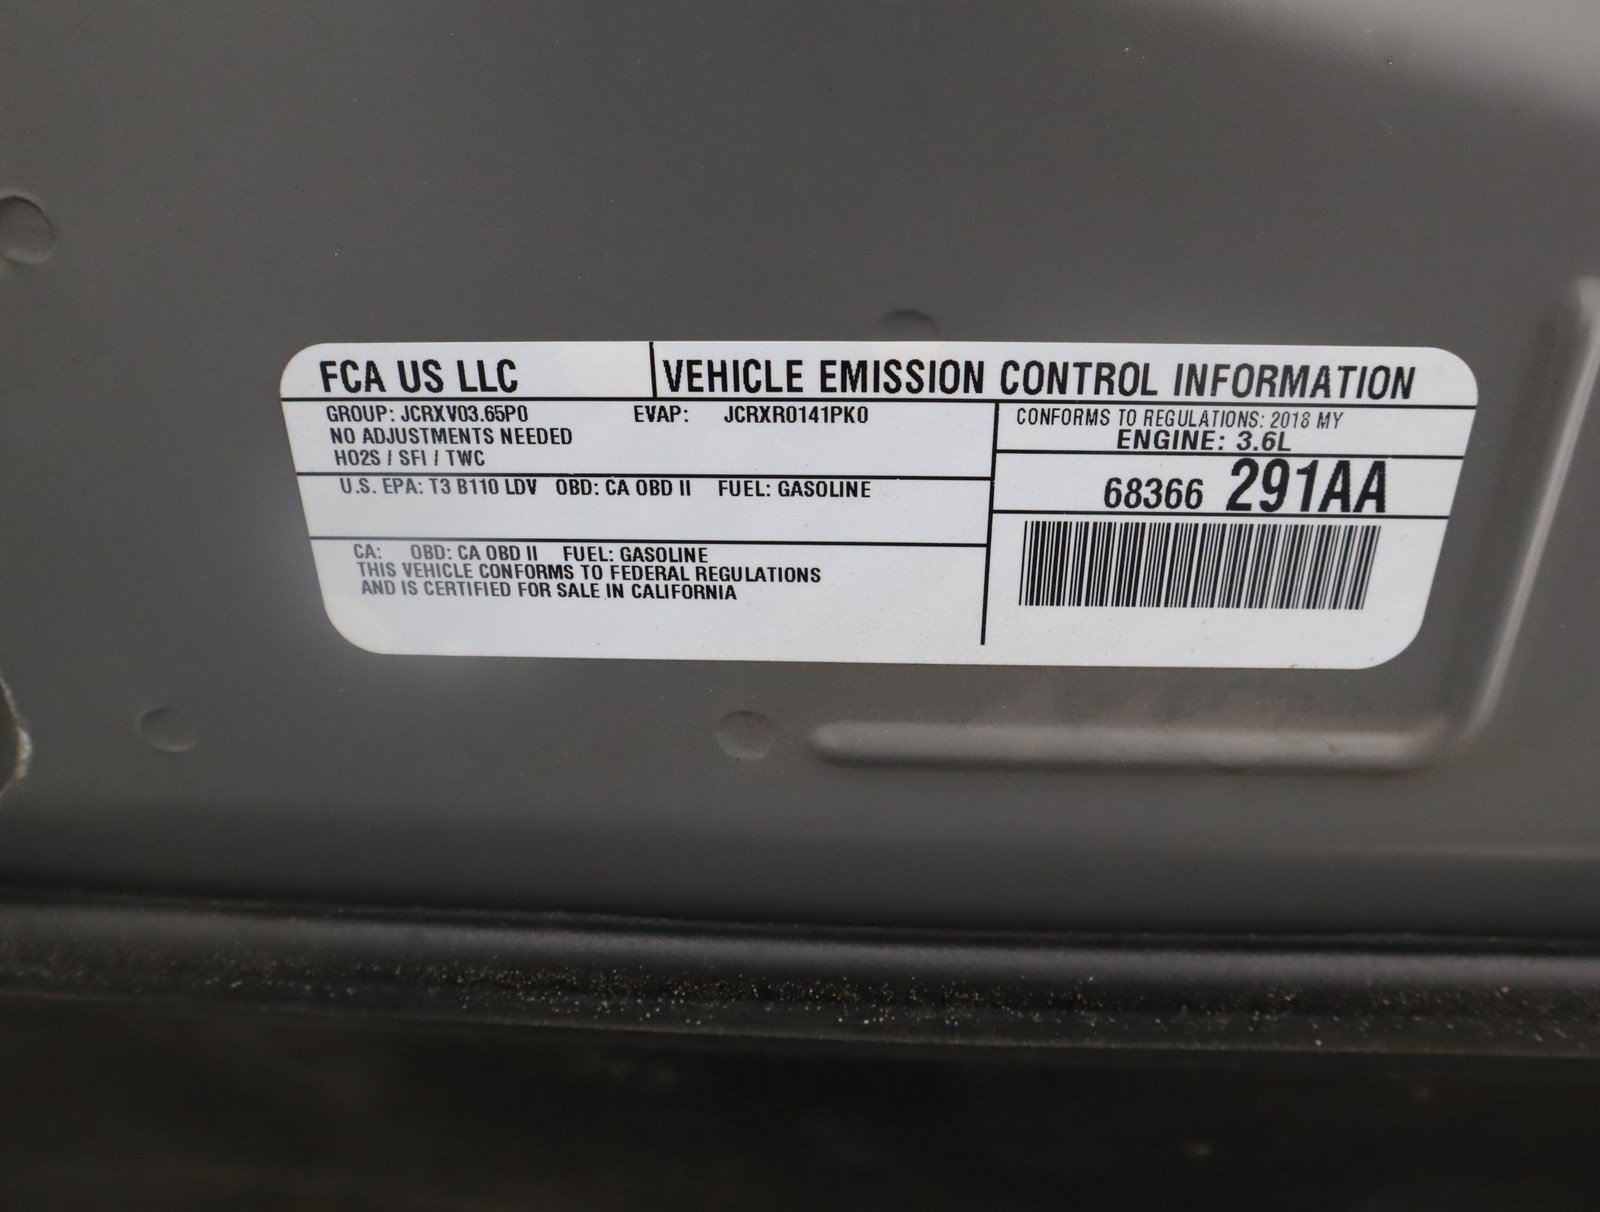 FCA US LLC VEHICLE EMISSION CONTROL INFORMATION
GROUP: JCRXV03.65P0 EVAP: JCRXR0141PK0
NO ADJUSTMENTS NEEDED
HO2S / SFI / TWC
CONFORMS TO REGULATIONS: 2018 MY
ENGINE: 3.6L
U.S. EPA: T3 B110 LDV OBD: CA OBD II FUEL: GASOLINE
68366 291AA
CA: OBD: CA OBD II FUEL: GASOLINE
THIS VEHICLE CONFORMS TO FEDERAL REGULATIONS
AND IS CERTIFIED FOR SALE IN CALIFORNIA